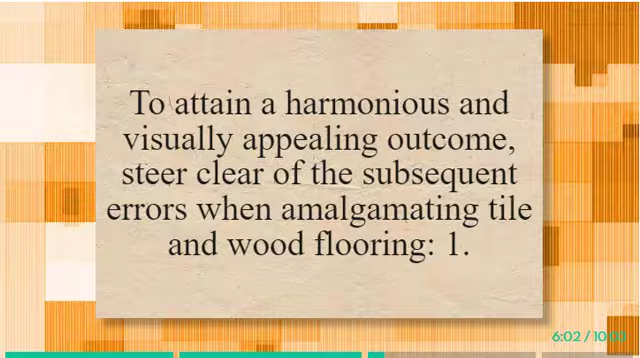 To attain a harmonious and
visually appealing outcome,
steer clear of the subsequent
errors when amalgamating tile
and wood flooring: 1.
6:02 / 10:03